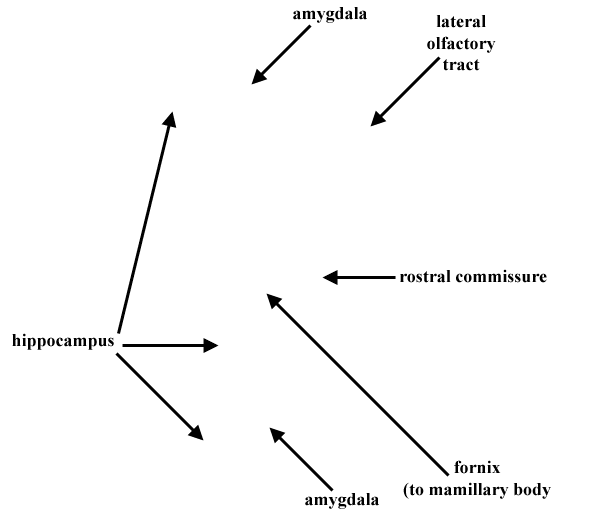 amygdala
lateral
olfactory
tract
rostral commissure
hippocampus
fornix
(to mamillary body
amygdala